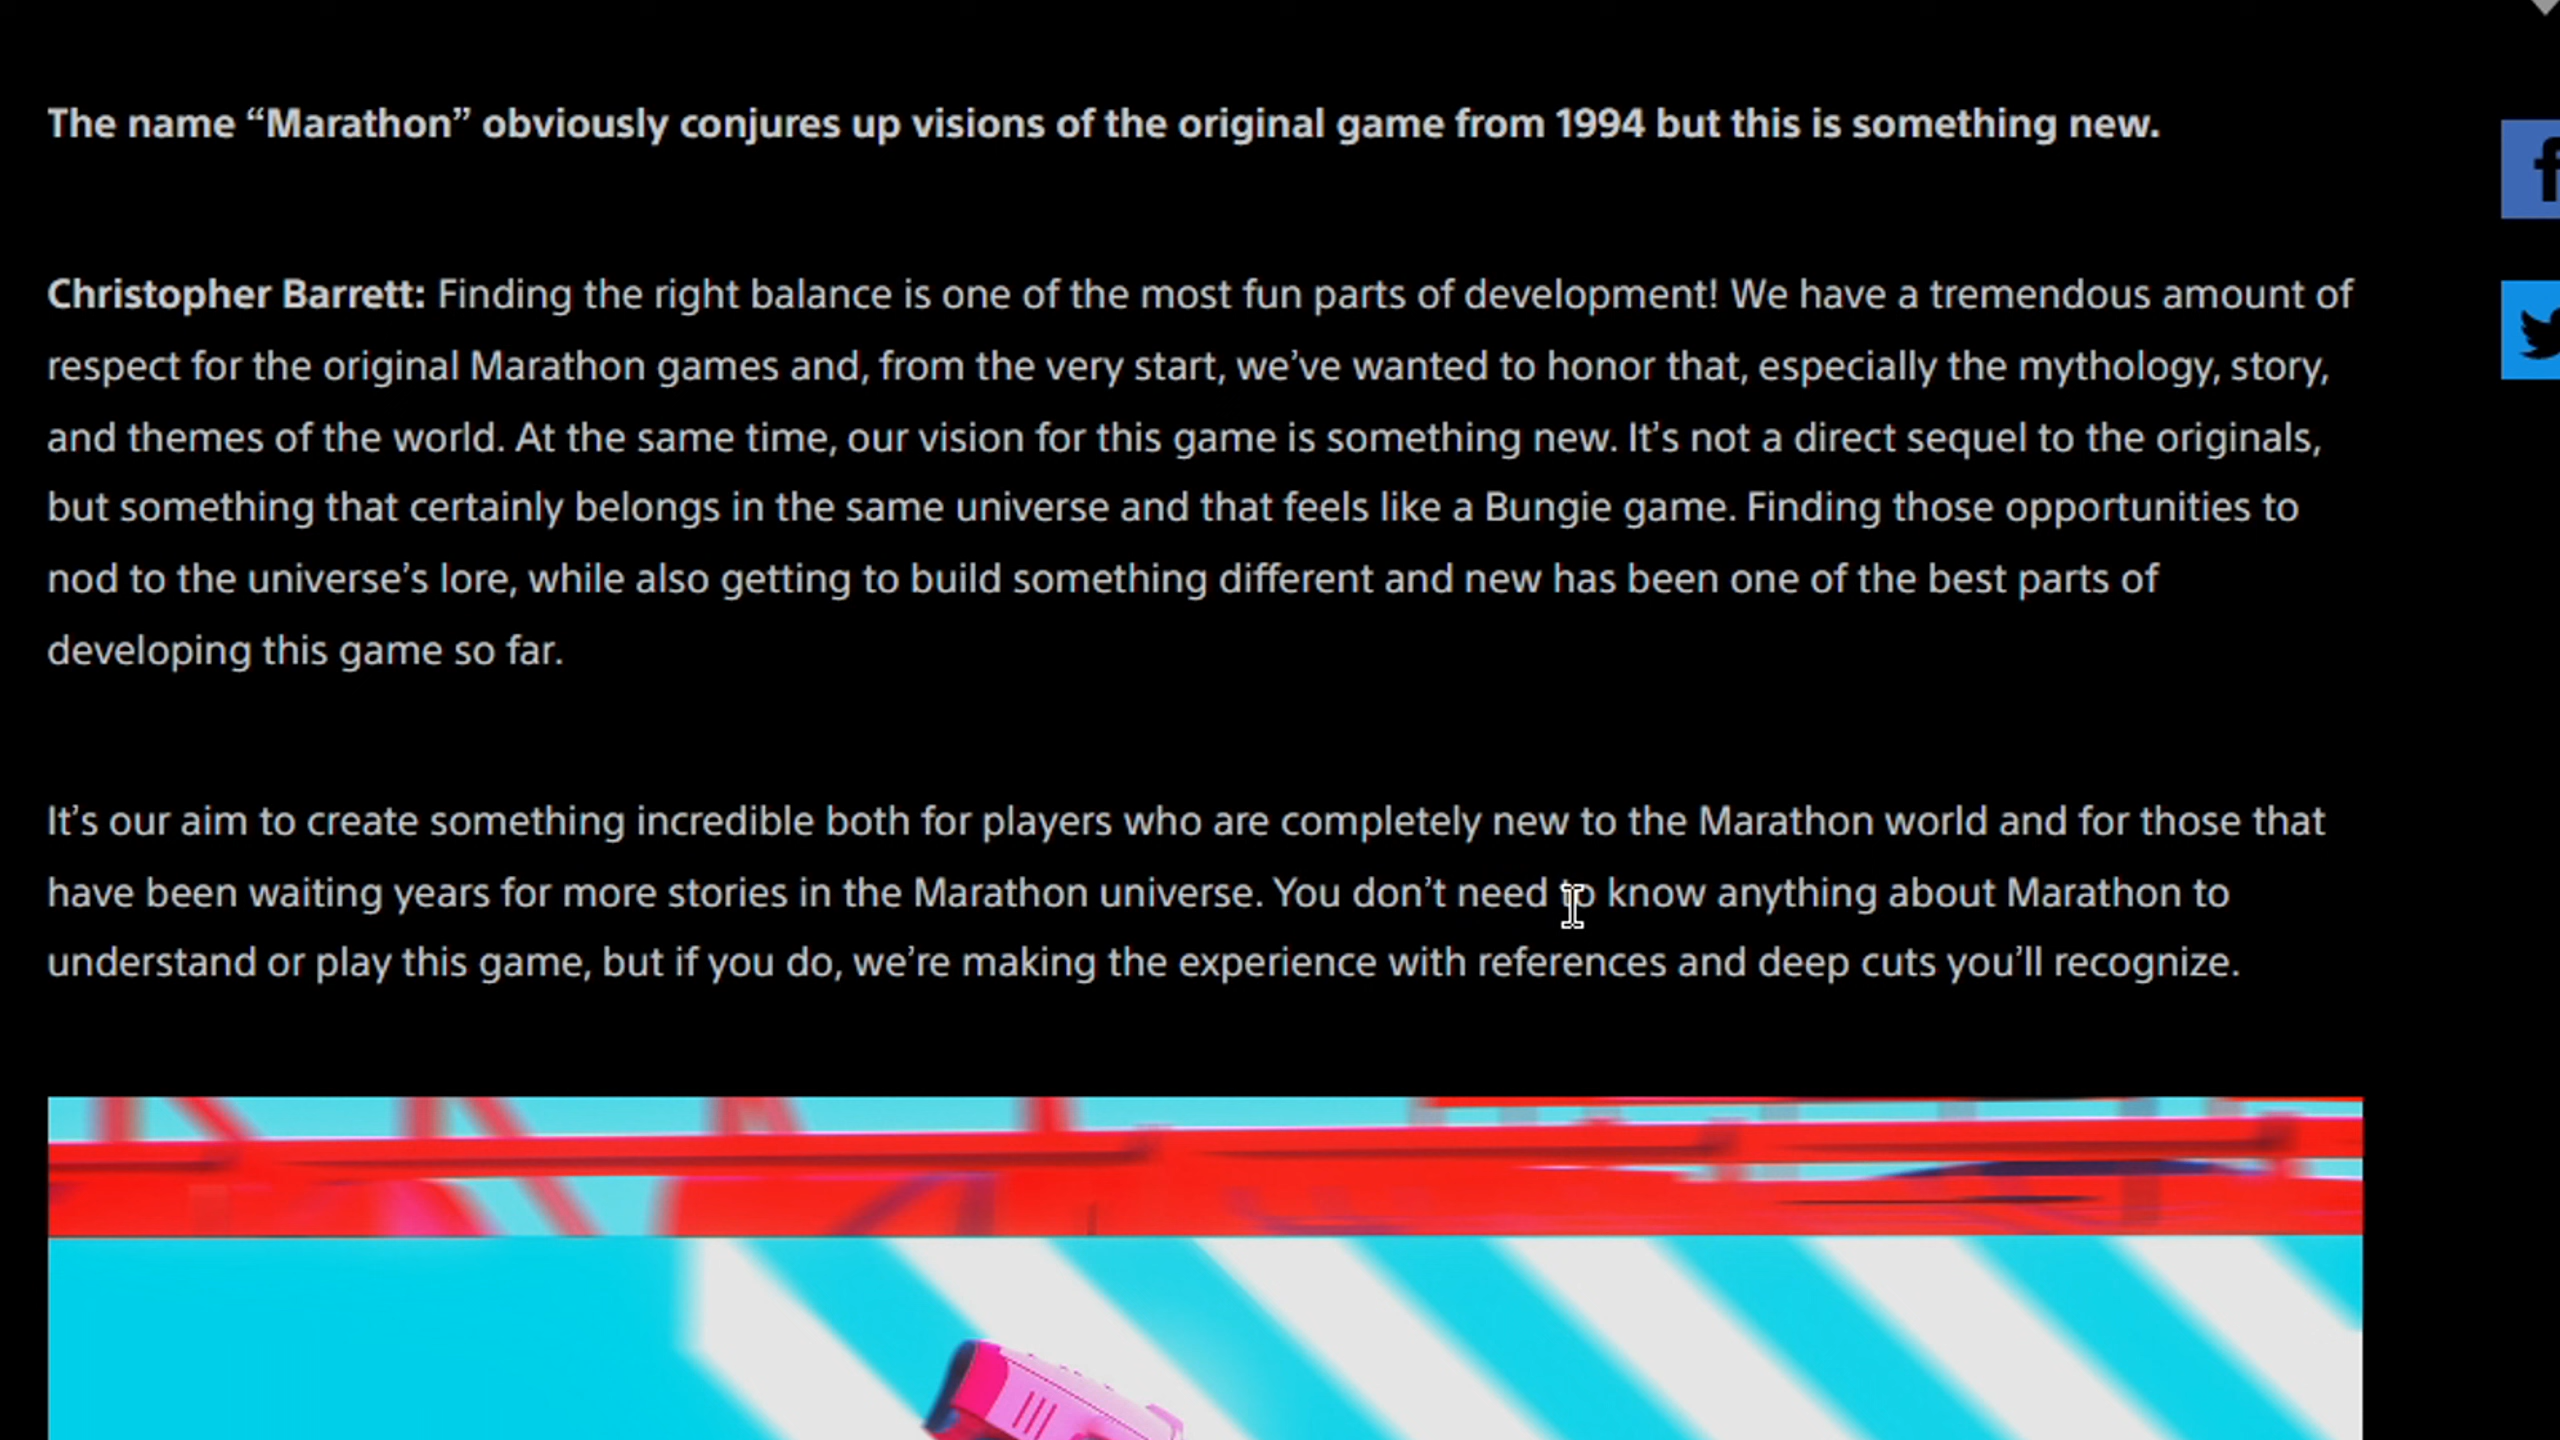 The name “Marathon” obviously conjures up visions of the original game from 1994 but this is something new.
Christopher Barrett: Finding the right balance is one of the most fun parts of development! We have a tremendous amount of
respect for the original Marathon games and, from the very start, we’ve wanted to honor that, especially the mythology, story,
and themes of the world. At the same time, our vision for this game is something new. It’s not a direct sequel to the originals,
but something that certainly belongs in the same universe and that feels like a Bungie game. Finding those opportunities to
nod to the universe’s lore, while also getting to build something different and new has been one of the best parts of
developing this game so far.
It’s our aim to create something incredible both for players who are completely new to the Marathon world and for those that
have been waiting years for more stories in the Marathon universe. You don’t need to know anything about Marathon to
understand or play this game, but if you do, we’re making the experience with references and deep cuts you’ll recognize.